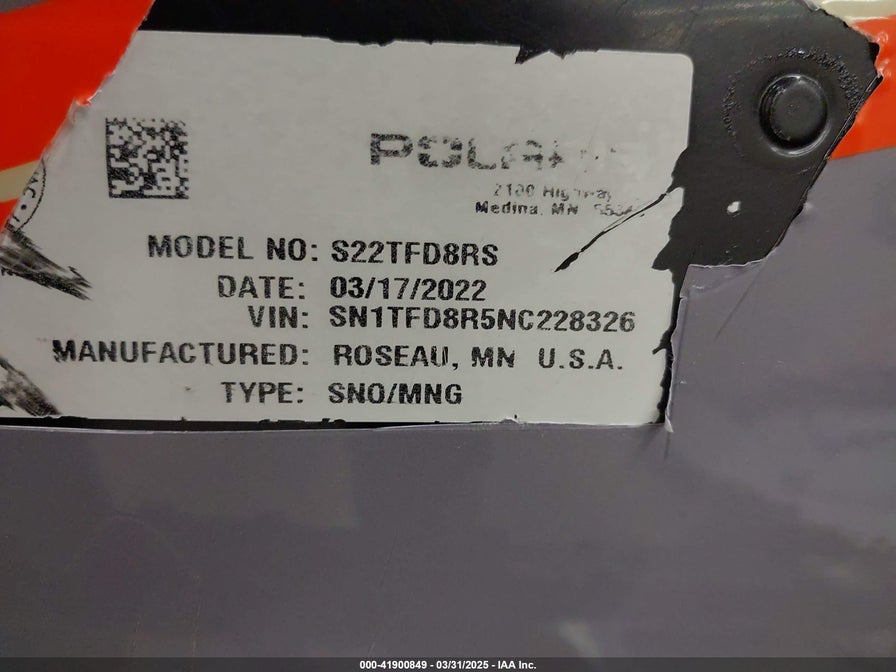 POLARIS
2100 Highway
Medina, MN
MODEL NO: S22TFD8RS
DATE: 03/17/2022
VIN: SN1TFD8R5NC228326
MANUFACTURED: ROSEAU, MN U.S.A.
TYPE: SNO/MNG
000-41900849 - 03/31/2025 - IAA Inc.